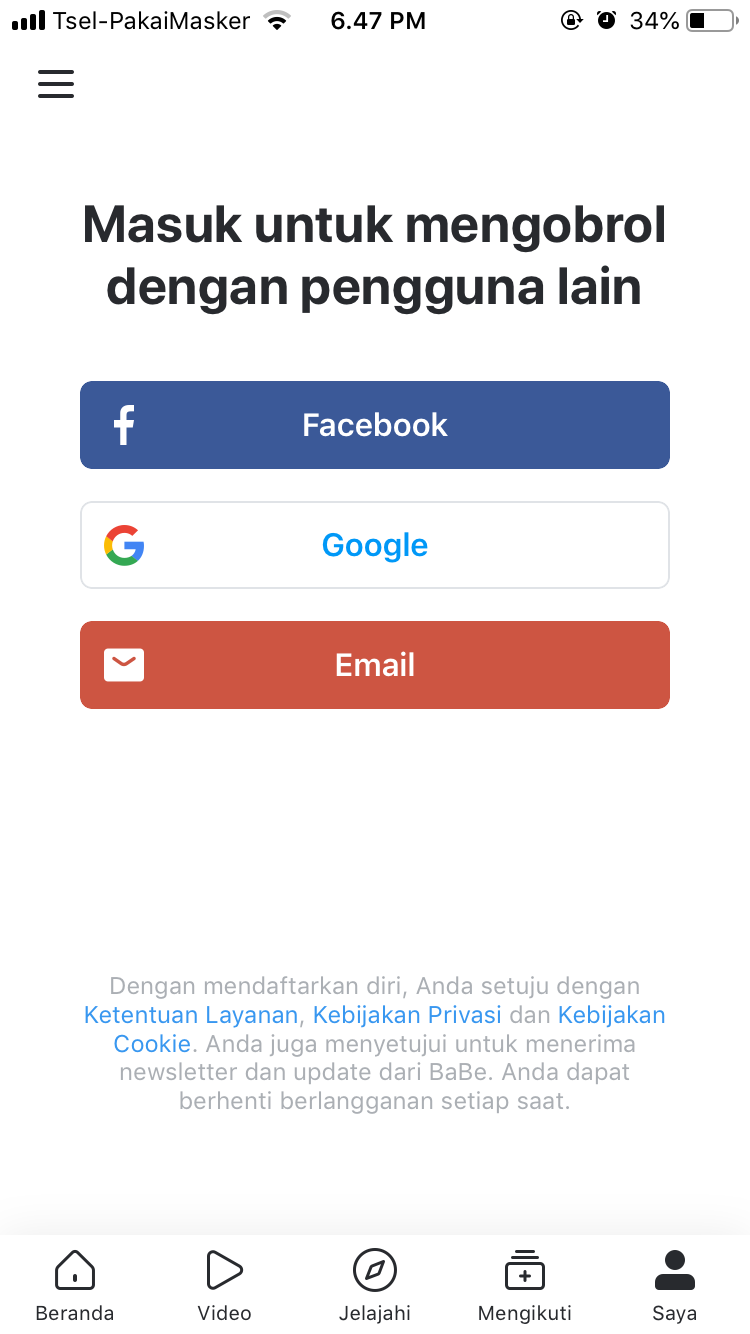 Tsel-PakaiMasker 6.47 PM 34%
Masuk untuk mengobrol
dengan pengguna lain
Facebook
Google
Email
Dengan mendaftarkan diri, Anda setuju dengan
Ketentuan Layanan, Kebijakan Privasi dan Kebijakan
Cookie. Anda juga menyetujui untuk menerima
newsletter dan update dari BaBe. Anda dapat
berhenti berlangganan setiap saat.
Beranda Video Jelajahi Mengikuti Saya